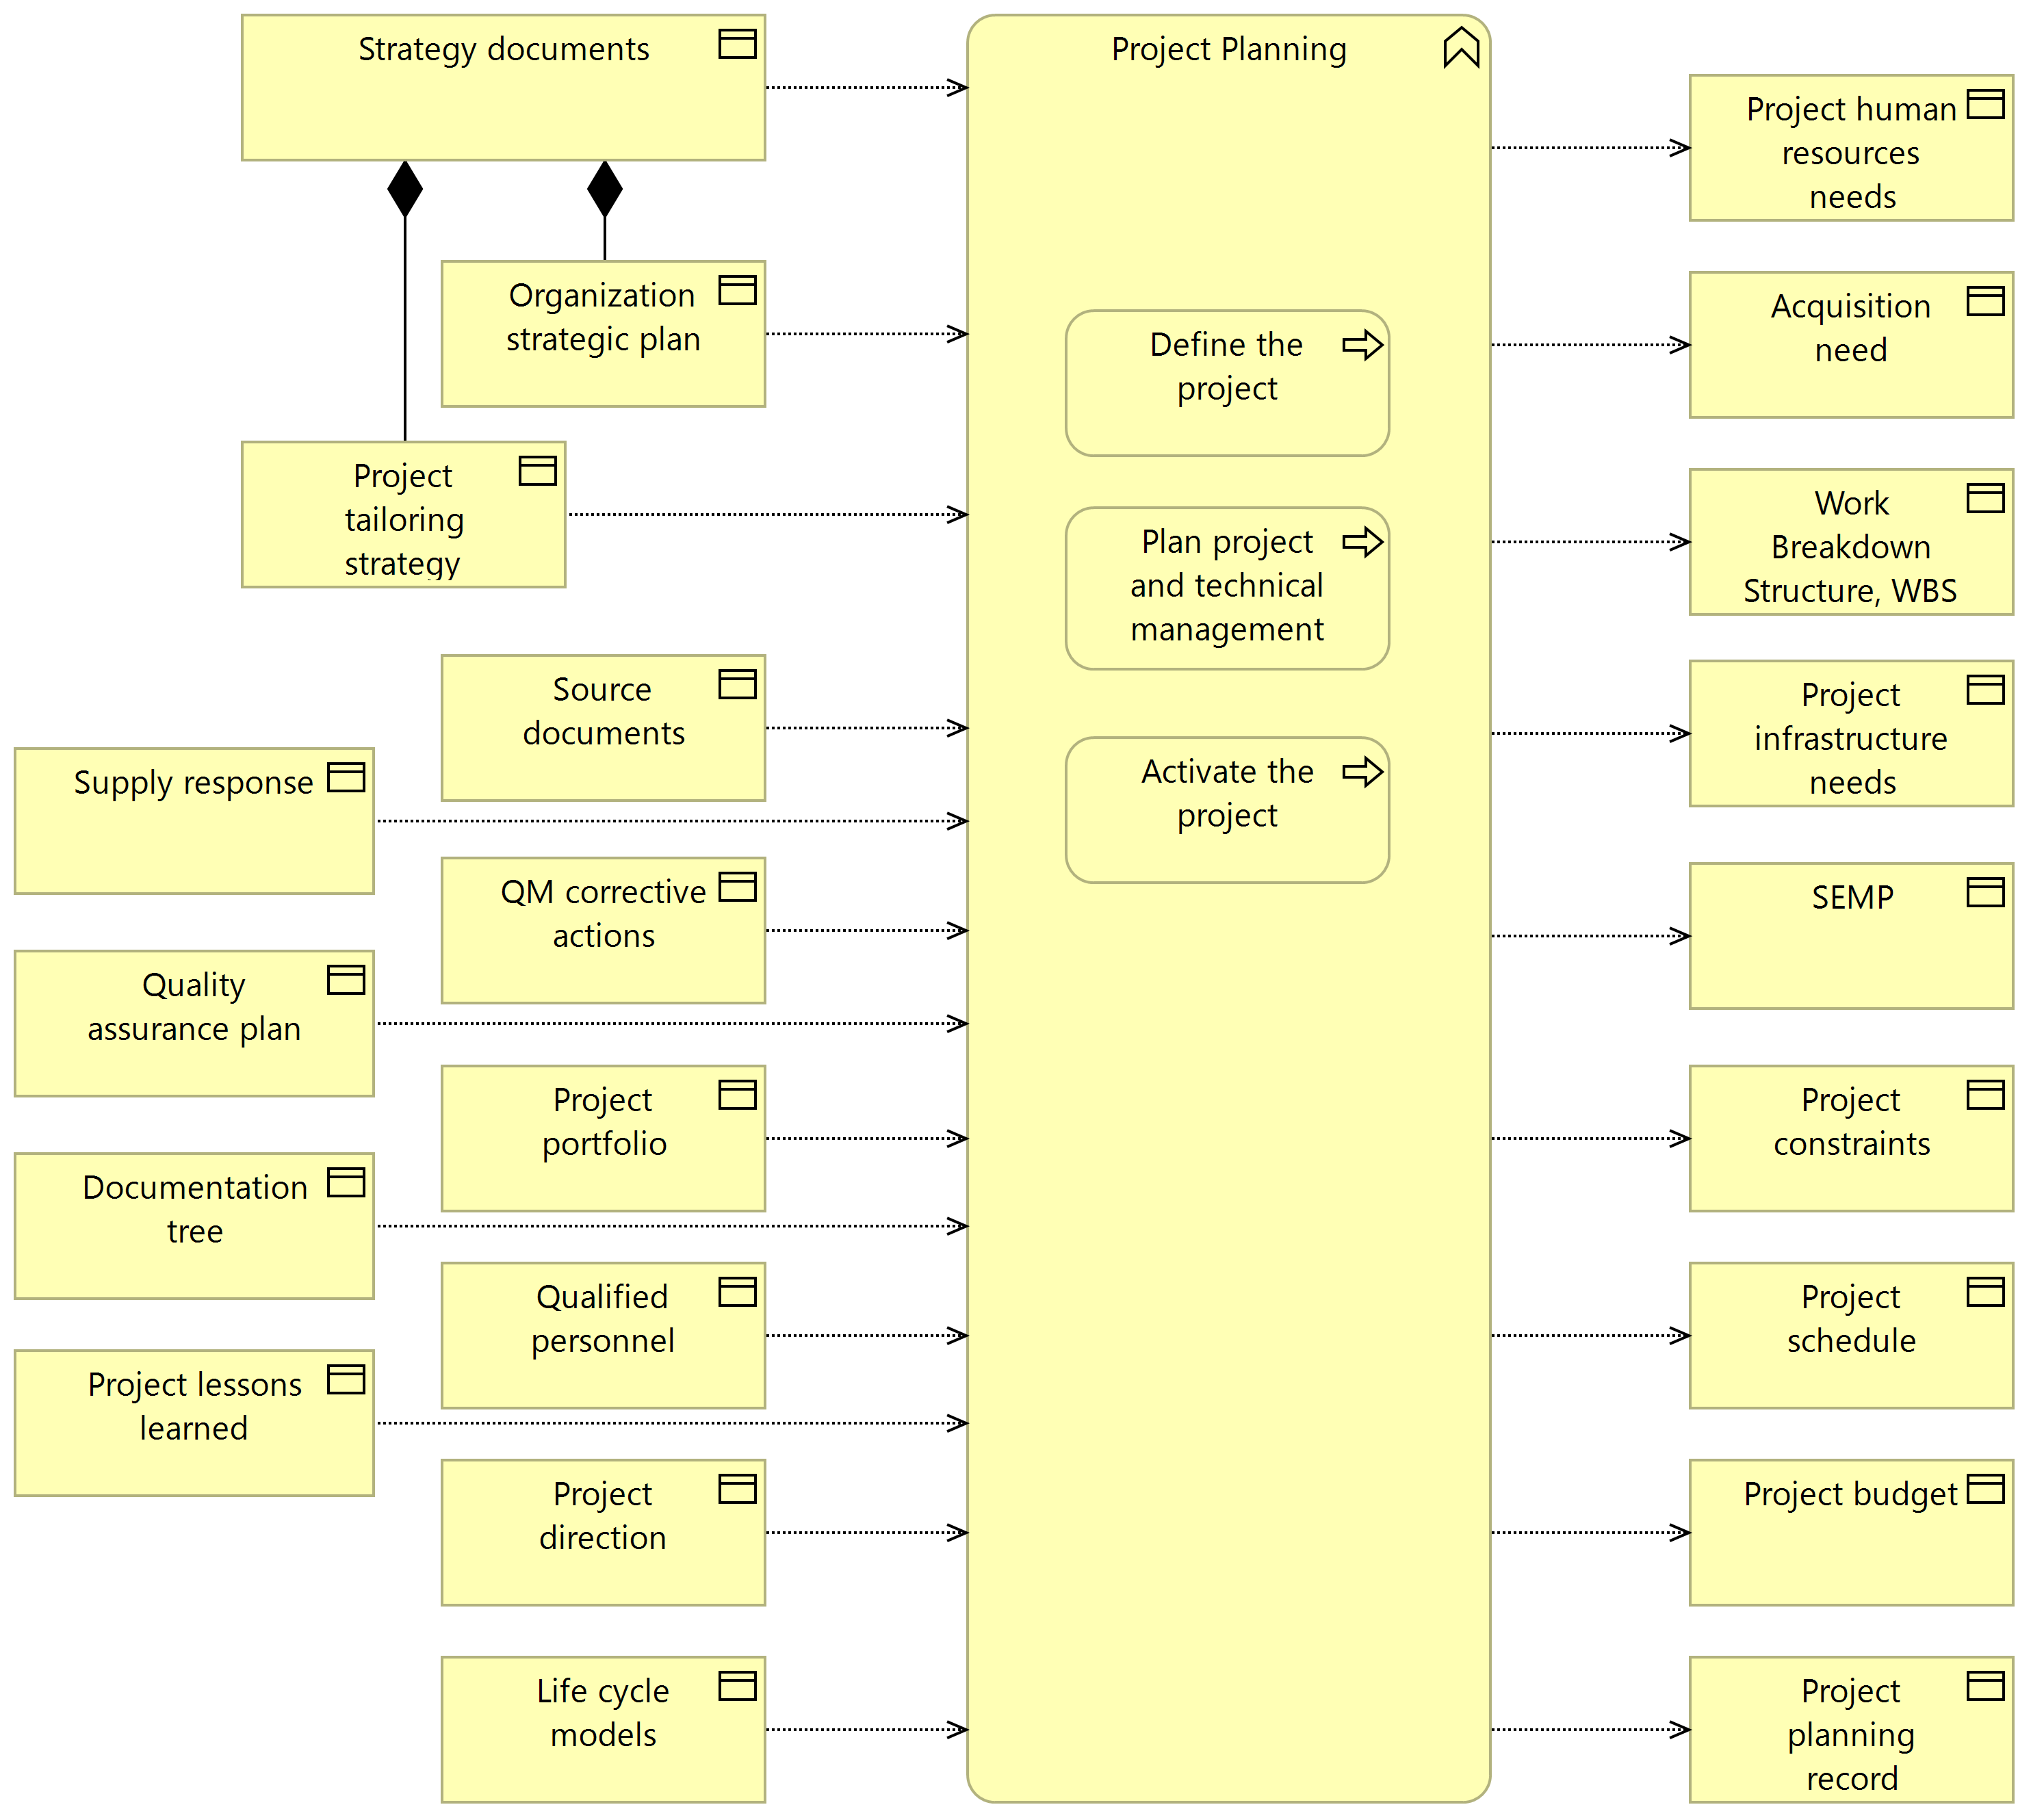 Strategy documents
Organization
strategic plan
Project
tailoring
strategy
Source
documents
Supply response
QM corrective
actions
Quality
assurance plan
Project
portfolio
Documentation
tree
Qualified
personnel
Project lessons
learned
Project
direction
Life cycle
models
Project Planning
Define the
project
Plan project
and technical
management
Activate the
project
Project human
resources
needs
Acquisition
need
Work
Breakdown
Structure, WBS
Project
infrastructure
needs
SEMP
Project
constraints
Project
schedule
Project budget
Project
planning
record